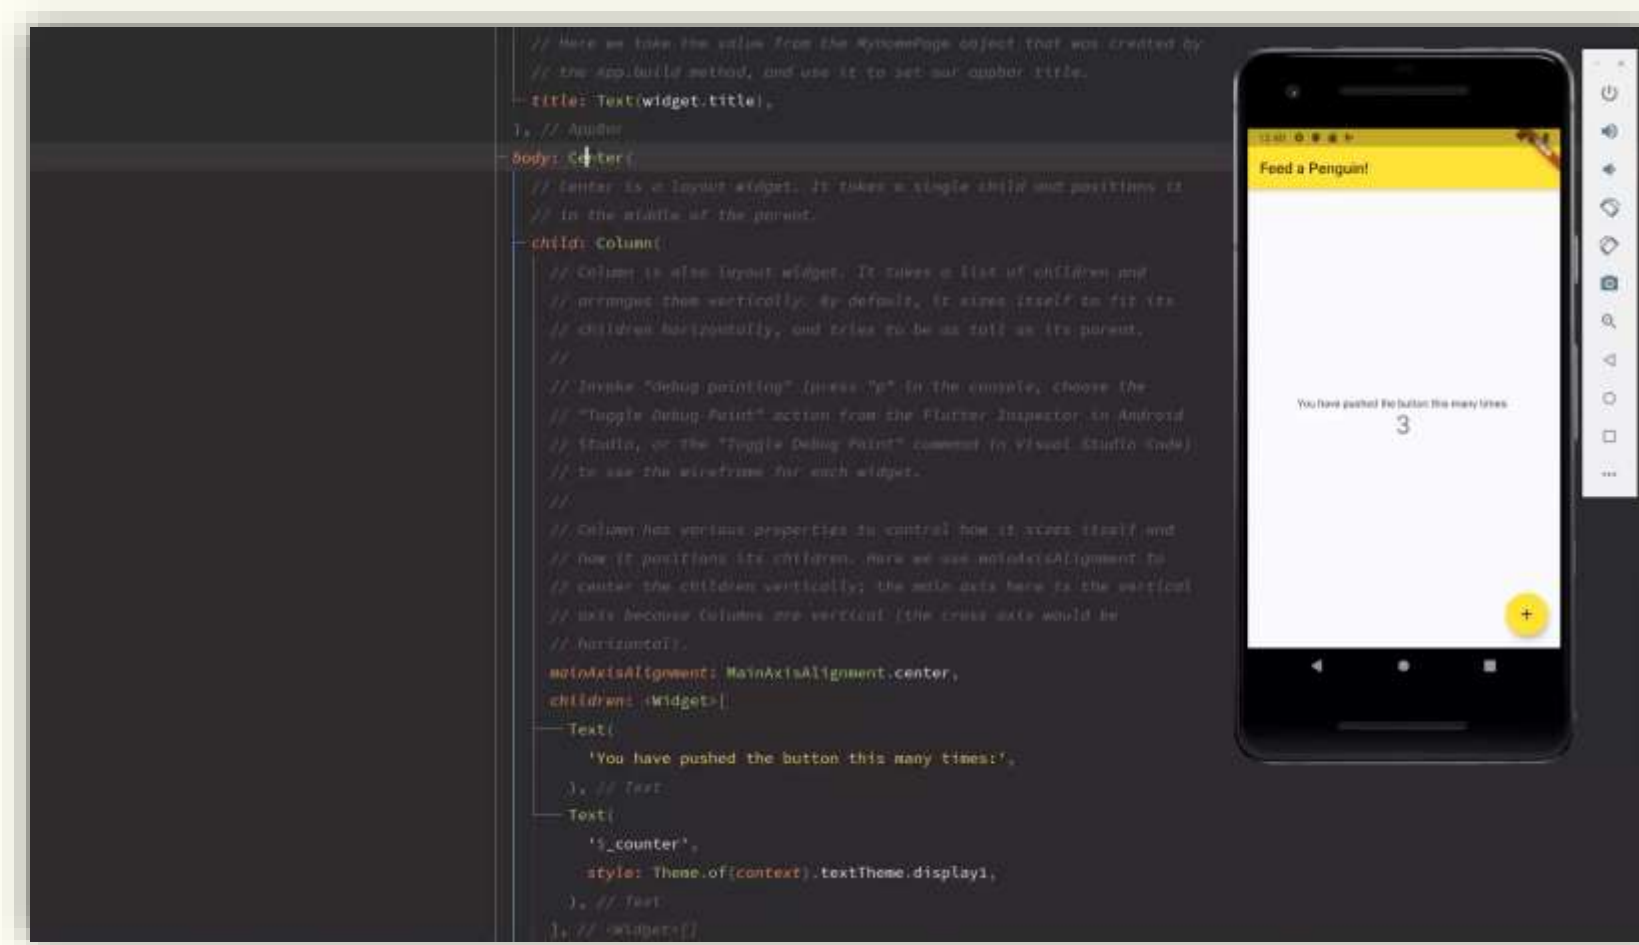 // Here we take the value from the MyHomePage object that was created by
// the App.build method, and use it to set our appbar title.
title: Text(widget.title),
), // AppBar
body: Center(
// Center is a layout widget. It takes a single child and positions it
// in the middle of the parent.
child: Column(
// Column is also layout widget. It takes a list of children and
// arranges them vertically. By default, it sizes itself to fit its
// children horizontally, and tries to be as tall as its parent.
//
// Invoke "debug painting" (press "p" in the console, choose the
// "Toggle Debug Paint" action from the Flutter Inspector in Android
// Studio, or the "Toggle Debug Paint" command in Visual Studio Code)
// to see the wireframe for each widget.
//
// Column has various properties to control how it sizes itself and
// how it positions its children. Here we use mainAxisAlignment to
// center the children vertically; the main axis here is the vertical
// axis because Columns are vertical (the cross axis would be
// horizontal).
mainAxisAlignment: MainAxisAlignment.center,
children: <Widget>[
Text(
'You have pushed the button this many times:',
), // Text
Text(
'$_counter',
style: Theme.of(context).textTheme.display1,
), // Text
], // <Widget>[]
Feed a Penguin!
You have pushed the button this many times:
3
+